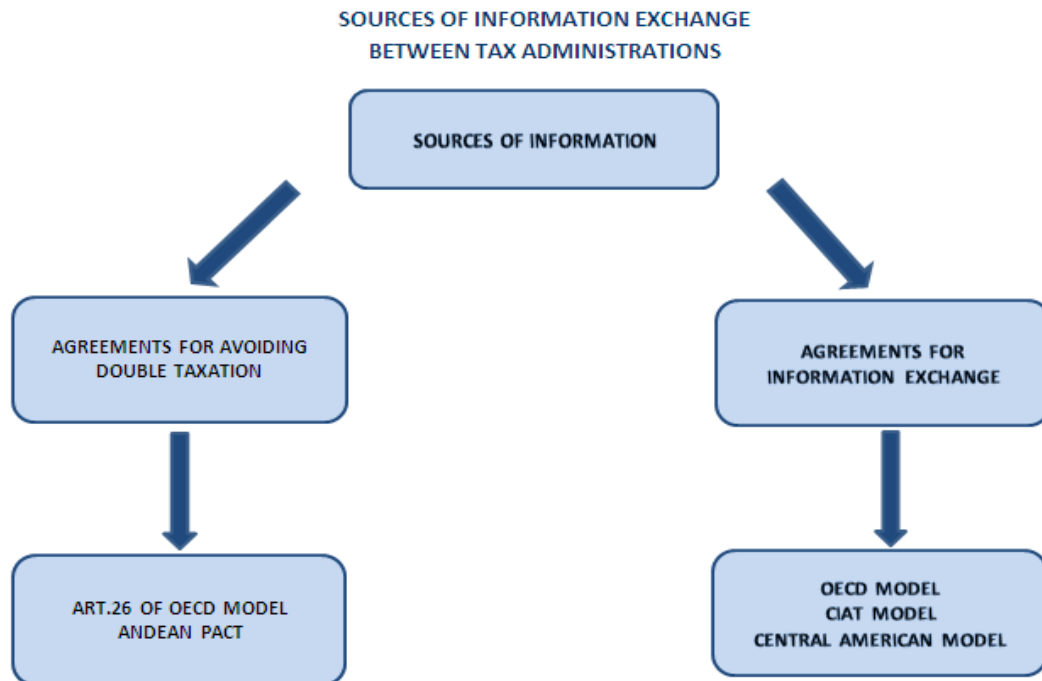 SOURCES OF INFORMATION EXCHANGE
BETWEEN TAX ADMINISTRATIONS
SOURCES OF INFORMATION
AGREEMENTS FOR AVOIDING
DOUBLE TAXATION
AGREEMENTS FOR
INFORMATION EXCHANGE
ART.26 OF OECD MODEL
ANDEAN PACT
OECD MODEL
CIAT MODEL
CENTRAL AMERICAN MODEL